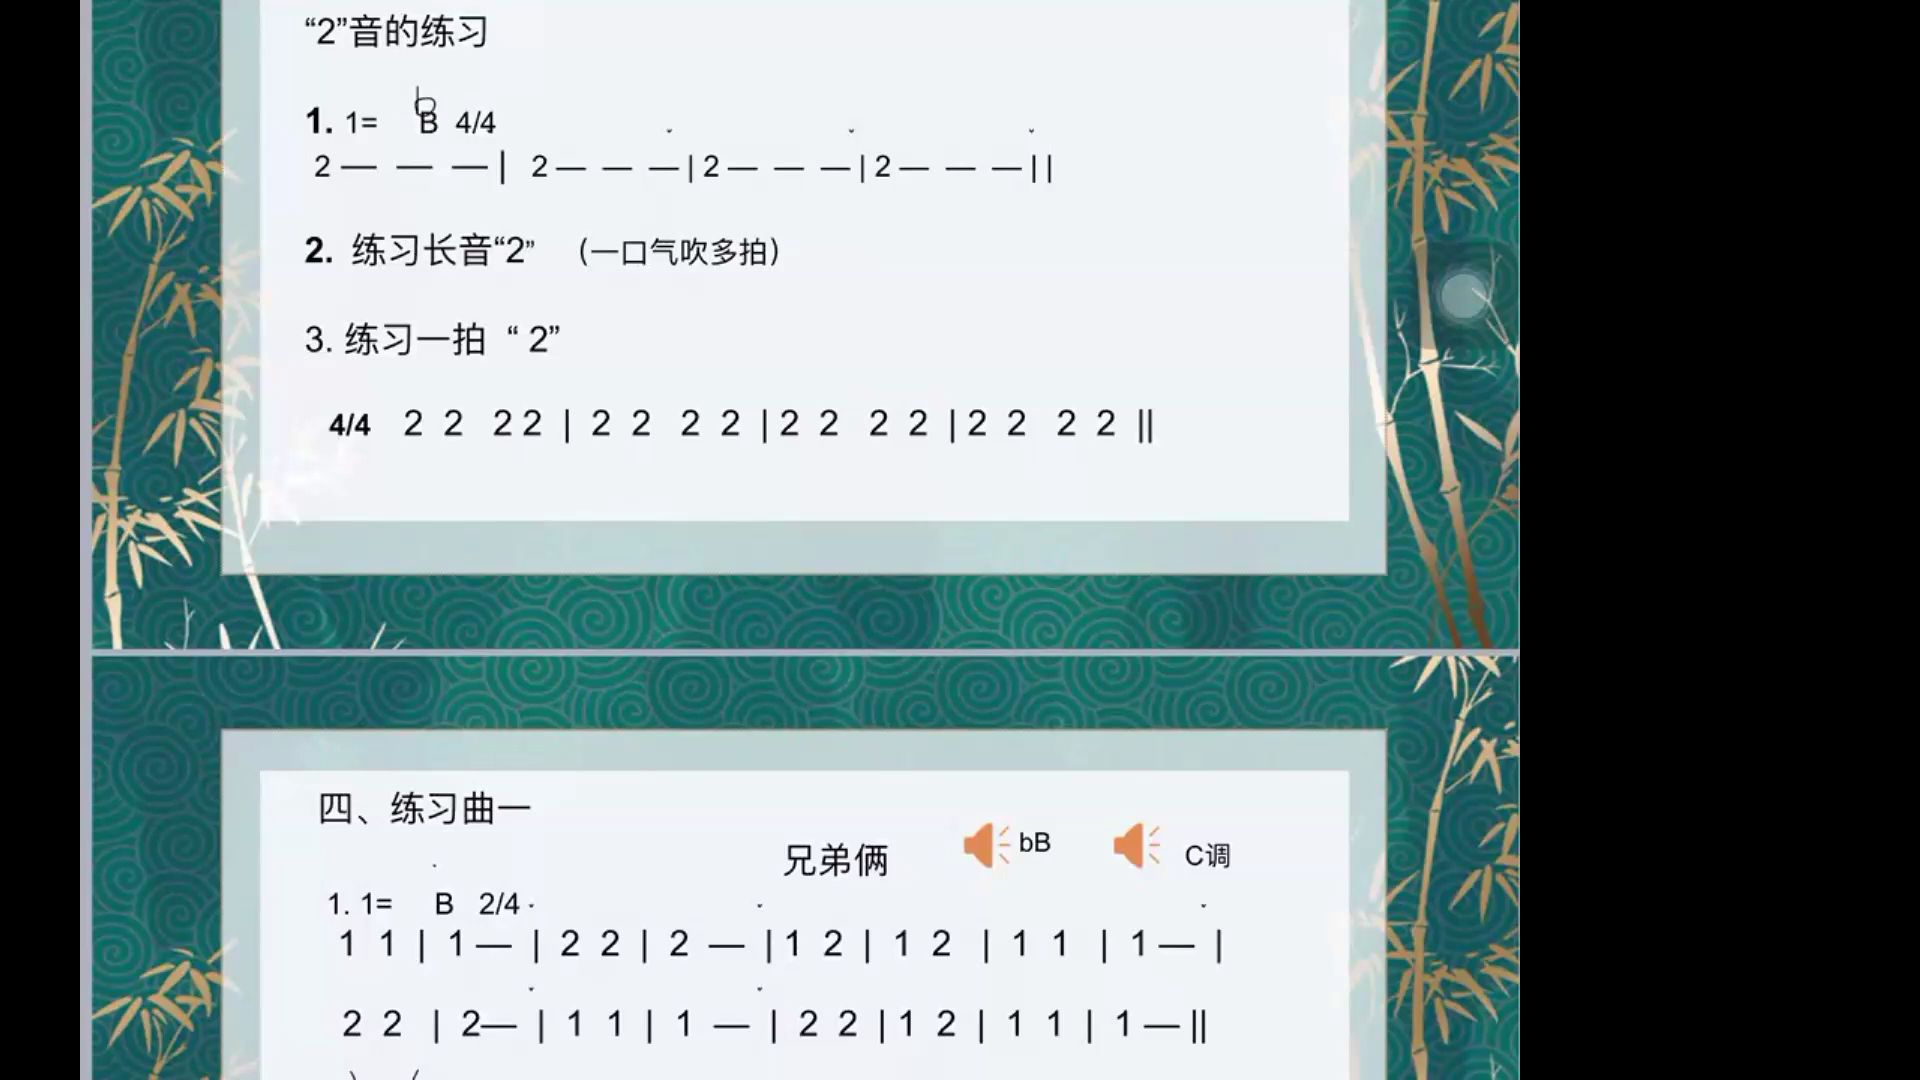 “2”音的练习
1. 1= bB 4/4
2 — — — | 2 — — — | 2 — — — | 2 — — — ||
2. 练习长音“2” （一口气吹多拍）
3. 练习一拍 “ 2”
4/4 2 2 2 2 | 2 2 2 2 | 2 2 2 2 | 2 2 2 2 ||
四、练习曲一
兄弟俩 bB C调
1. 1= B 2/4
1 1 | 1 — | 2 2 | 2 — | 1 2 | 1 2 | 1 1 | 1 — |
2 2 | 2 — | 1 1 | 1 — | 2 2 | 1 2 | 1 1 | 1 — ||